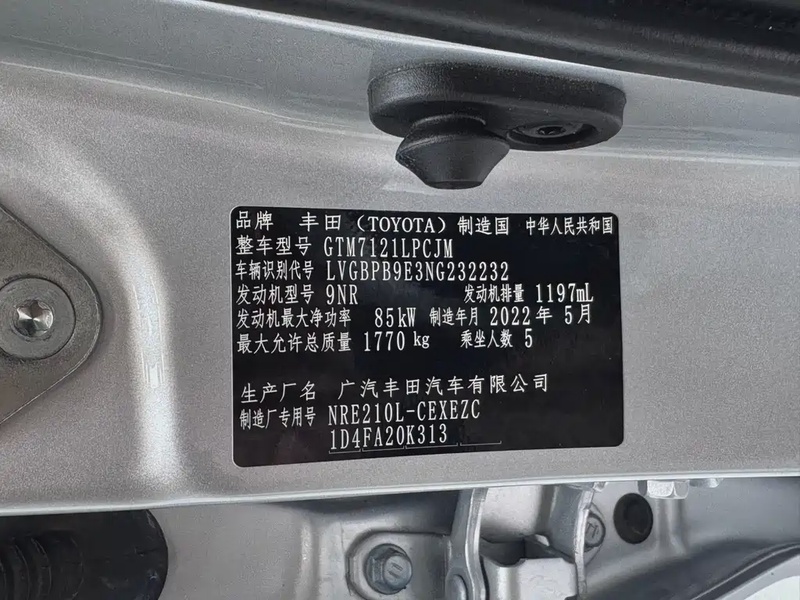 品牌 丰田（TOYOTA） 制造国 中华人民共和国
整车型号 GTM7121LPCJM
车辆识别代号 LVGBPB9E3NG232232
发动机型号 9NR 发动机排量 1197mL
发动机最大净功率 85kW 制造年月 2022年5月
最大允许总质量 1770 kg 乘坐人数 5
生产厂名 广汽丰田汽车有限公司
制造厂专用号 NRE210L-CEXEZC
1D4FA20K313